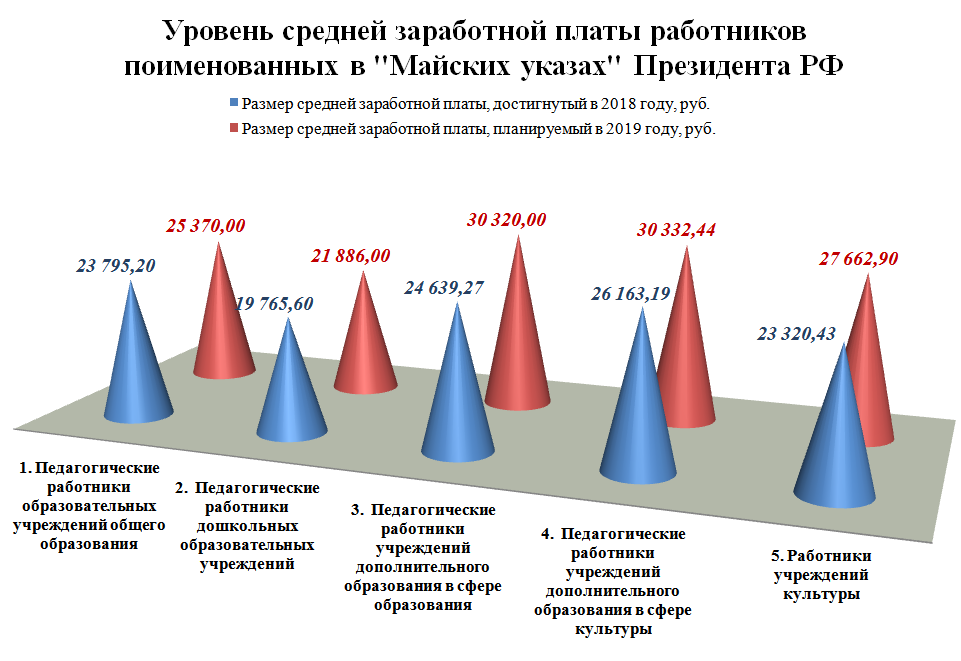 Уровень средней заработной платы работников
поименованных в "Майских указах" Президента РФ
Размер средней заработной платы, достигнутый в 2018 году, руб.
Размер средней заработной платы, планируемый в 2019 году, руб.
23 795,20
25 370,00
19 765,60
21 886,00
24 639,27
30 320,00
26 163,19
30 332,44
23 320,43
27 662,90
1. Педагогические
работники
образовательных
учреждений общего
образования
2. Педагогические
работники
дошкольных
образовательных
учреждений
3. Педагогические
работники
учреждений
дополнительного
образования в сфере
образования
4. Педагогические
работники
учреждений
дополнительного
образования в сфере
культуры
5. Работники
учреждений
культуры